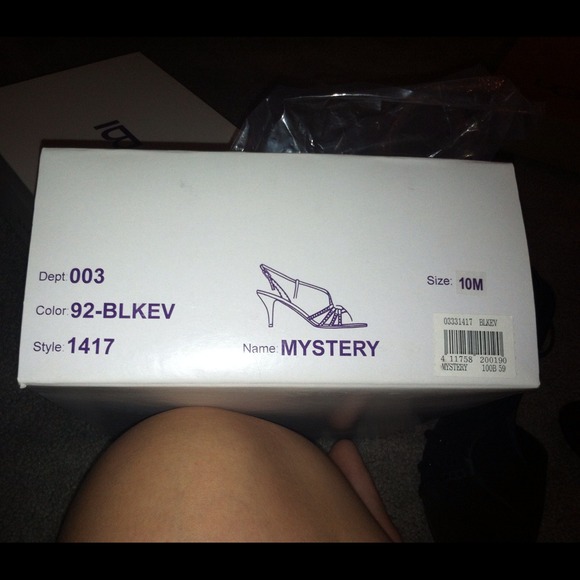 Dept: 003
Color: 92-BLKEV
Style: 1417
Name: MYSTERY
Size: 10M
03331417 BLKEV
4 11758 200190
MYSTERY 100B 59